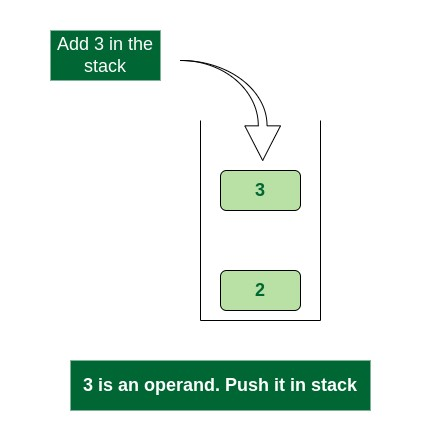 Add 3 in the
stack
3
2
3 is an operand. Push it in stack